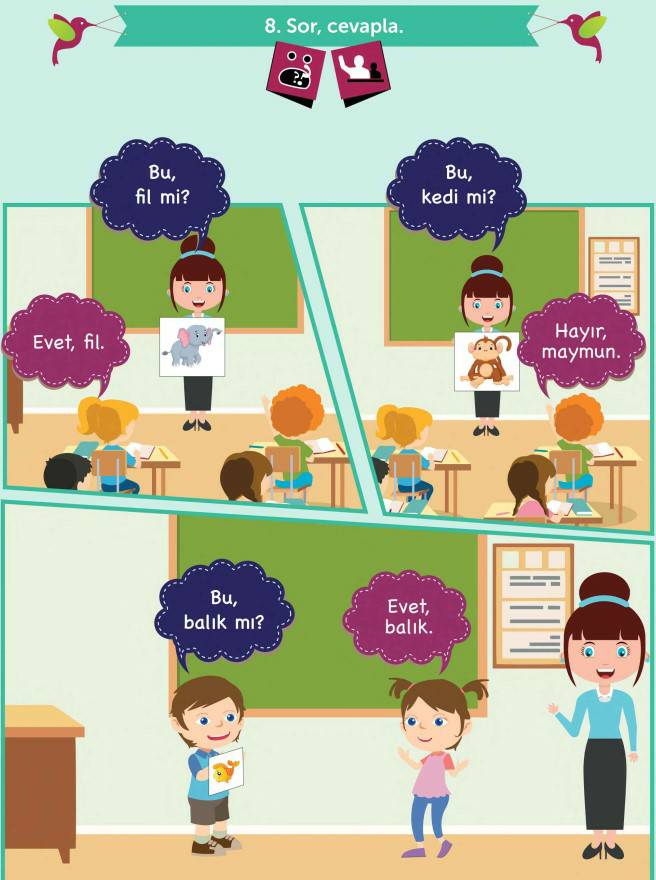 8. Sor, cevapla.
Bu,
fil mi?
Evet, fil.
Bu,
kedi mi?
Hayır,
maymun.
Bu,
balık mı?
Evet,
balık.